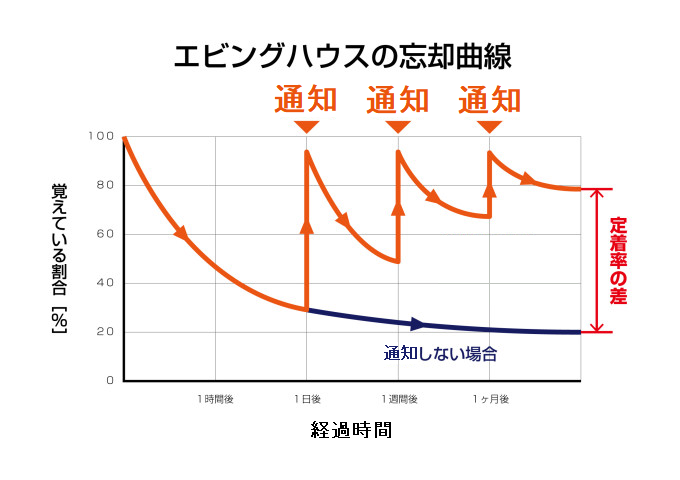 エビングハウスの忘却曲線
通知 通知 通知
覚えている割合［％］
100
80
60
40
20
0
定着率の差
通知しない場合
1時間後 1日後 1週間後 1ヶ月後
経過時間